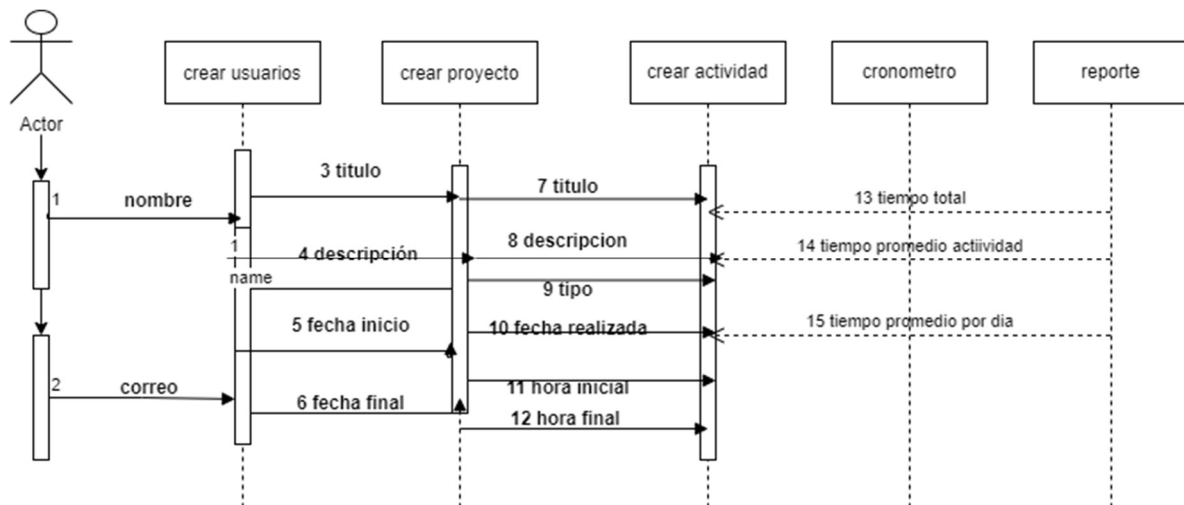 crear usuarios
crear proyecto
crear actividad
cronometro
reporte
Actor
3 titulo
7 titulo
1
nombre
13 tiempo total
1
4 descripción
8 descripcion
14 tiempo promedio actiividad
name
9 tipo
5 fecha inicio
10 fecha realizada
15 tiempo promedio por dia
2
correo
11 hora inicial
6 fecha final
12 hora final